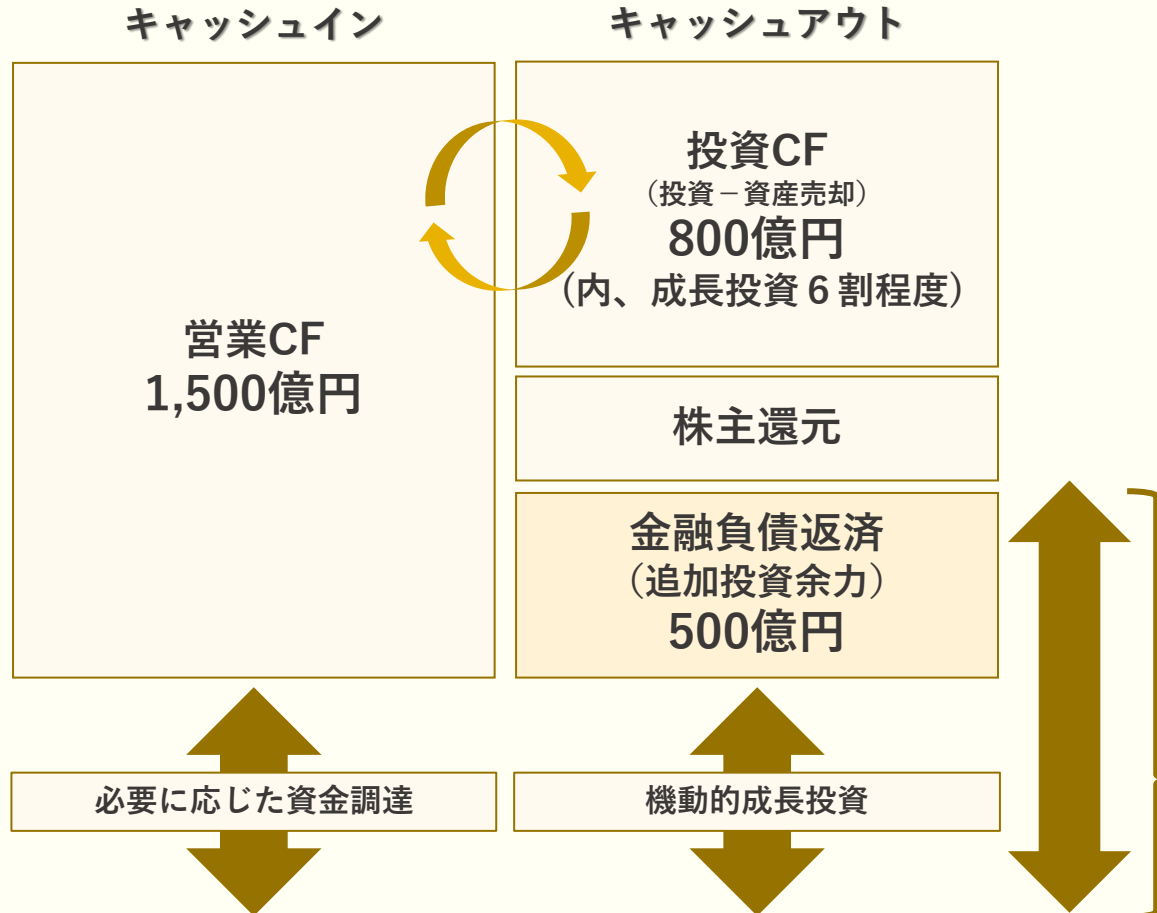 キャッシュイン
キャッシュアウト
営業CF
1,500億円
投資CF
（投資－資産売却）
800億円
（内、成長投資６割程度）
株主還元
金融負債返済
（追加投資余力）
500億円
必要に応じた資金調達
機動的成長投資